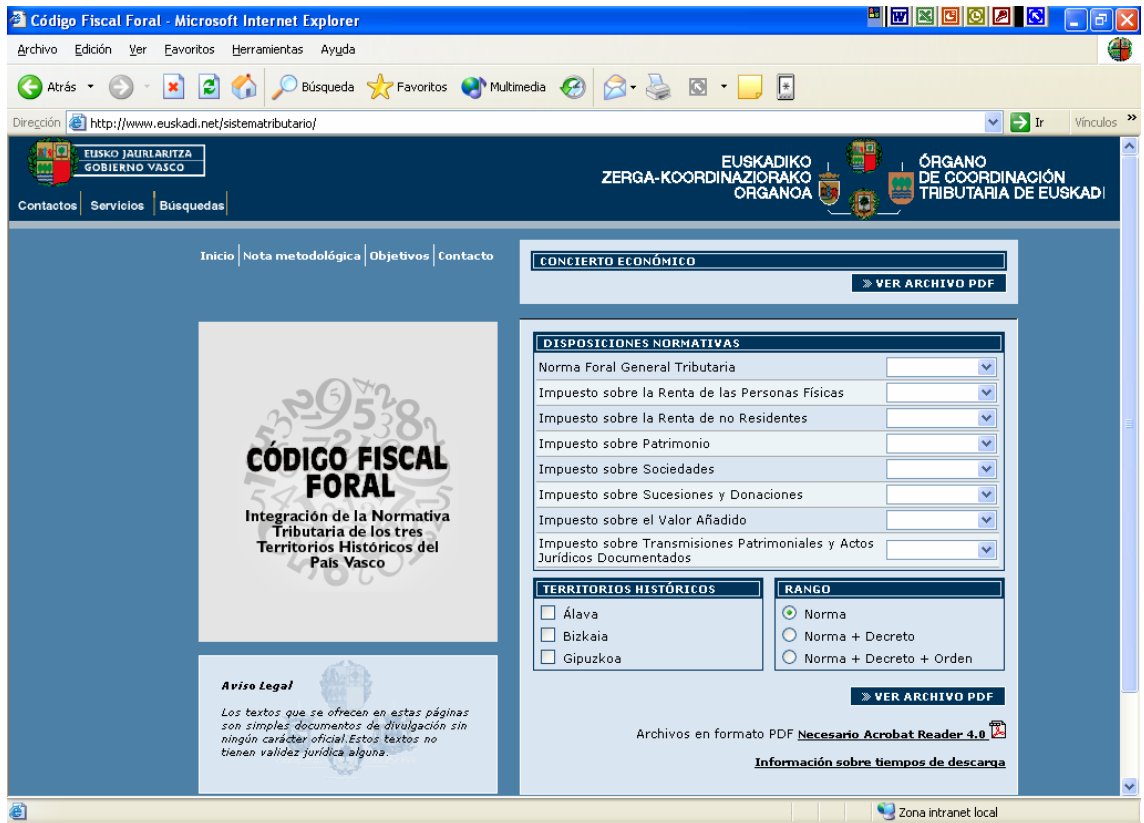 Código Fiscal Foral - Microsoft Internet Explorer
Archivo Edición Ver Favoritos Herramientas Ayuda
Atrás Búsqueda Favoritos Multimedia
Dirección http://www.euskadi.net/sistematributario/ Ir Vínculos »
EUSKO JAURLARITZA
GOBIERNO VASCO
EUSKADIKO
ZERGA-KOORDINAZIORAKO
ORGANOA
ÓRGANO
DE COORDINACIÓN
TRIBUTARIA DE EUSKADI
Contactos Servicios Búsquedas
Inicio Nota metodológica Objetivos Contacto
CONCIERTO ECONÓMICO
» VER ARCHIVO PDF
CÓDIGO FISCAL
FORAL
Integración de la Normativa
Tributaria de los tres
Territorios Históricos del
País Vasco
DISPOSICIONES NORMATIVAS
Norma Foral General Tributaria
Impuesto sobre la Renta de las Personas Físicas
Impuesto sobre la Renta de no Residentes
Impuesto sobre Patrimonio
Impuesto sobre Sociedades
Impuesto sobre Sucesiones y Donaciones
Impuesto sobre el Valor Añadido
Impuesto sobre Transmisiones Patrimoniales y Actos
Jurídicos Documentados
TERRITORIOS HISTÓRICOS
Álava
Bizkaia
Gipuzkoa
RANGO
Norma
Norma + Decreto
Norma + Decreto + Orden
» VER ARCHIVO PDF
Aviso Legal
Los textos que se ofrecen en estas páginas
son simples documentos de divulgación sin
ningún carácter oficial.Estos textos no
tienen validez jurídica alguna.
Archivos en formato PDF Necesario Acrobat Reader 4.0
Información sobre tiempos de descarga
Zona intranet local